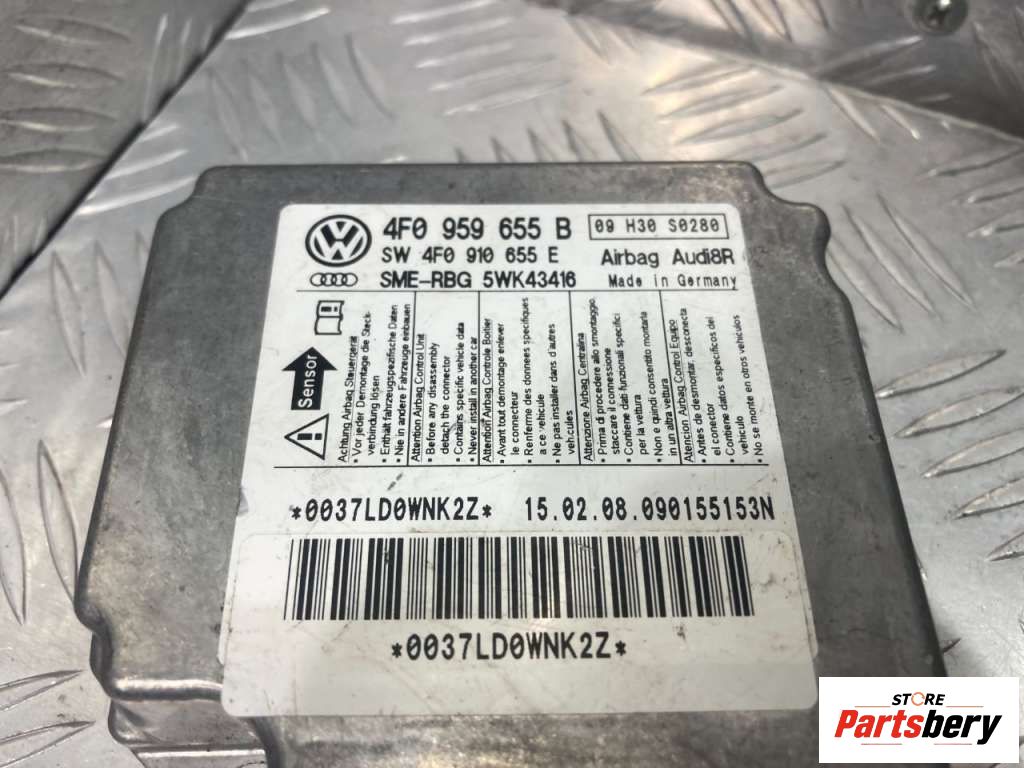 4F0 959 655 B
09 H30 S0280
SW 4F0 910 655 E
Airbag Audi8R
SME-RBG 5WK43416
Made in Germany
Sensor
Achtung Airbag Steuergerät
• Vor jeder Demontage die Steck-
verbindung lösen
• Enthält fahrzeugspezifische Daten
• Nie in andere Fahrzeuge einbauen
Attention Airbag Control Unit
• Before any disassembly
detach the connector
• Contains specific vehicle data
• Never install in another car
Attention Airbag Controle Boitier
• Avant tout demontage enlever
le connecteur
• Renferme des donnees specifiques
a ce vehicule
• Ne pas installer dans d'autres
vehicules
Attenzione Airbag Centralina
• Prima di procedere allo smontaggio,
staccare il connessione
• Contiene dati funzionali specifici
per la vettura
• Non e quindi consentito montarla
in un altra vettura
Atencion Airbag Control Equipo
• Antes de desmontar, desconecta
el conector
• Contiene datos especificos del
vehiculo
• No se monte en otros vehiculos
*0037LD0WNK2Z*
15.02.08.090155153N
*0037LD0WNK2Z*
STORE
Partsbery